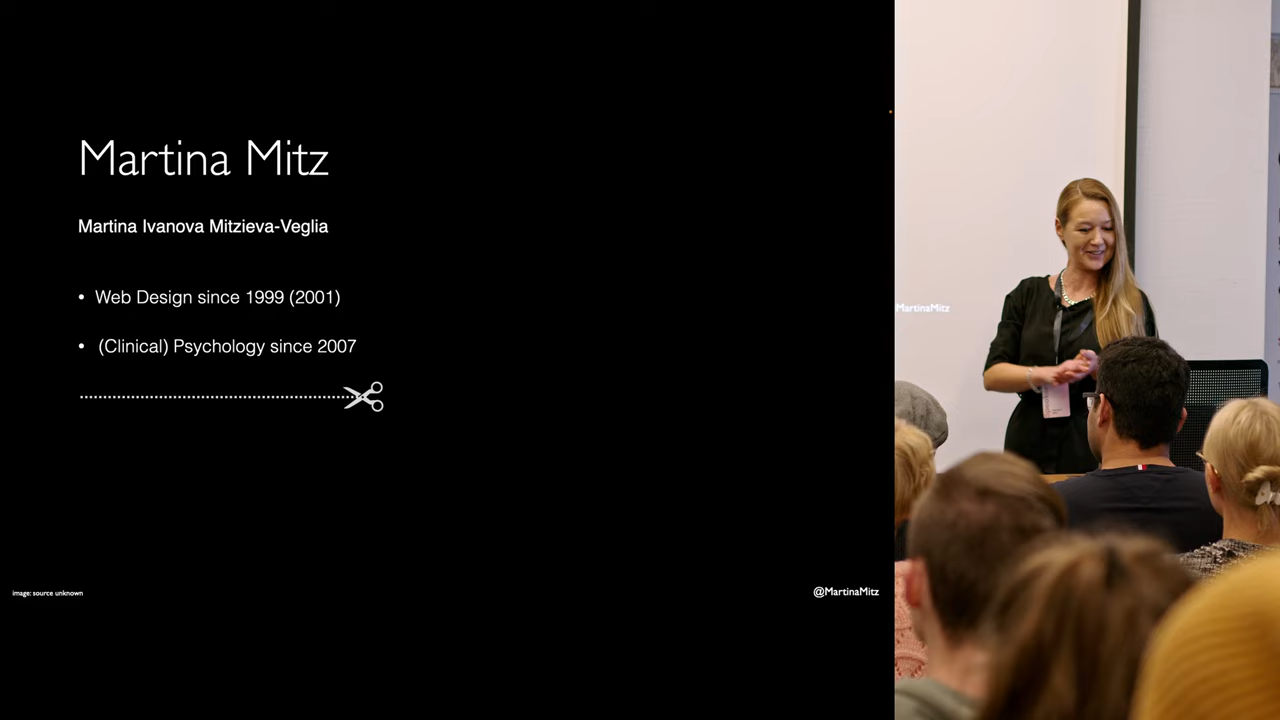 Martina Mitz
Martina Ivanova Mitzieva-Veglia
• Web Design since 1999 (2001)
• (Clinical) Psychology since 2007
image: source unknown
@MartinaMitz
MartinaMitz